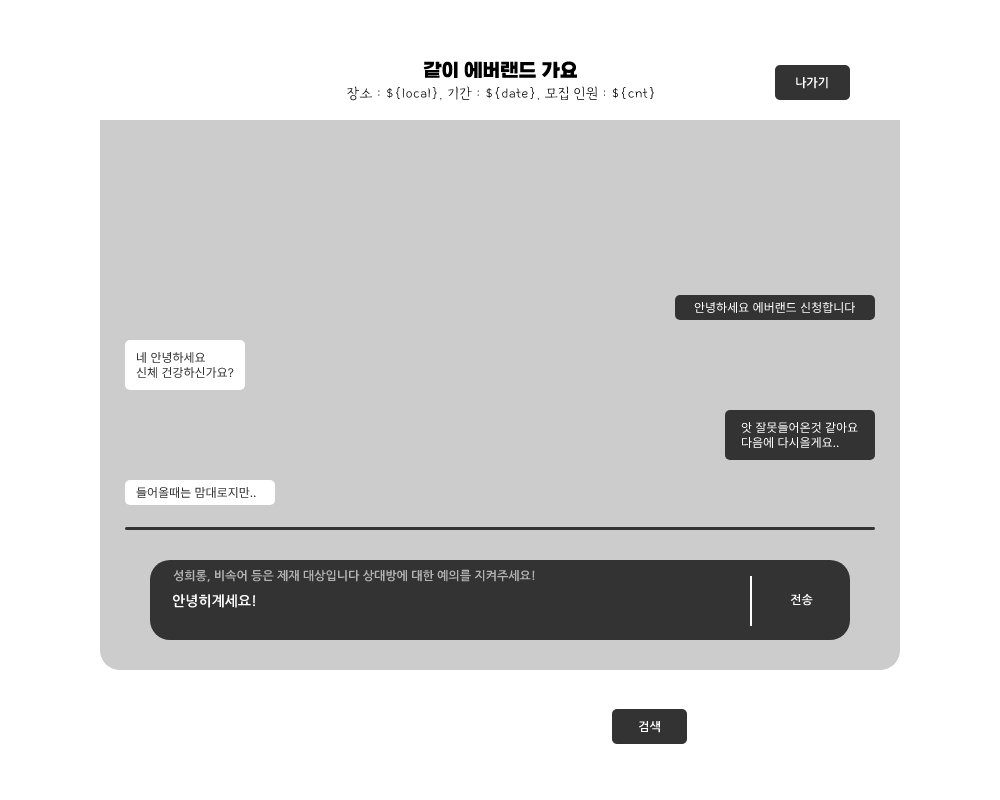 같이 에버랜드 가요
장소 : ${local}, 기간 : ${date}, 모집 인원 : ${cnt}
나가기
안녕하세요 에버랜드 신청합니다
네 안녕하세요
신체 건강하신가요?
앗 잘못들어온것 같아요
다음에 다시올게요..
들어올때는 맘대로지만..
성희롱, 비속어 등은 제재 대상입니다 상대방에 대한 예의를 지켜주세요!
안녕히계세요!
전송
검색